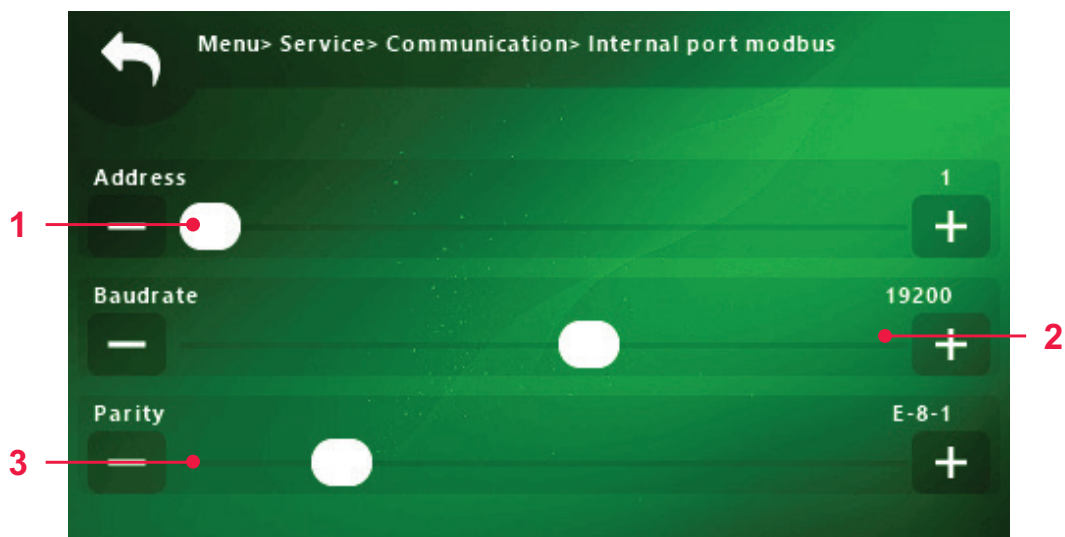 Menu> Service> Communication> Internal port modbus
Address 1
1 − +
Baudrate 19200
− + 2
Parity E-8-1
3 − +